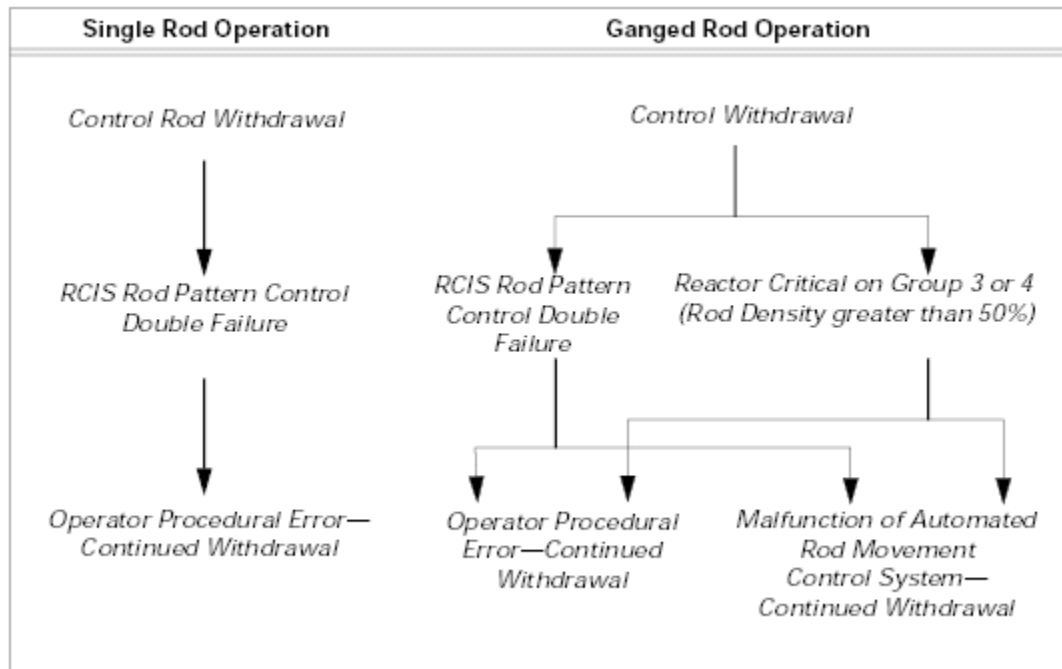 Single Rod Operation
Ganged Rod Operation
Control Rod Withdrawal
Control Withdrawal
RCIS Rod Pattern Control
Double Failure
RCIS Rod Pattern
Control Double
Failure
Reactor Critical on Group 3 or 4
(Rod Density greater than 50%)
Operator Procedural Error—
Continued Withdrawal
Operator Procedural
Error—Continued
Withdrawal
Malfunction of Automated
Rod Movement
Control System—
Continued Withdrawal